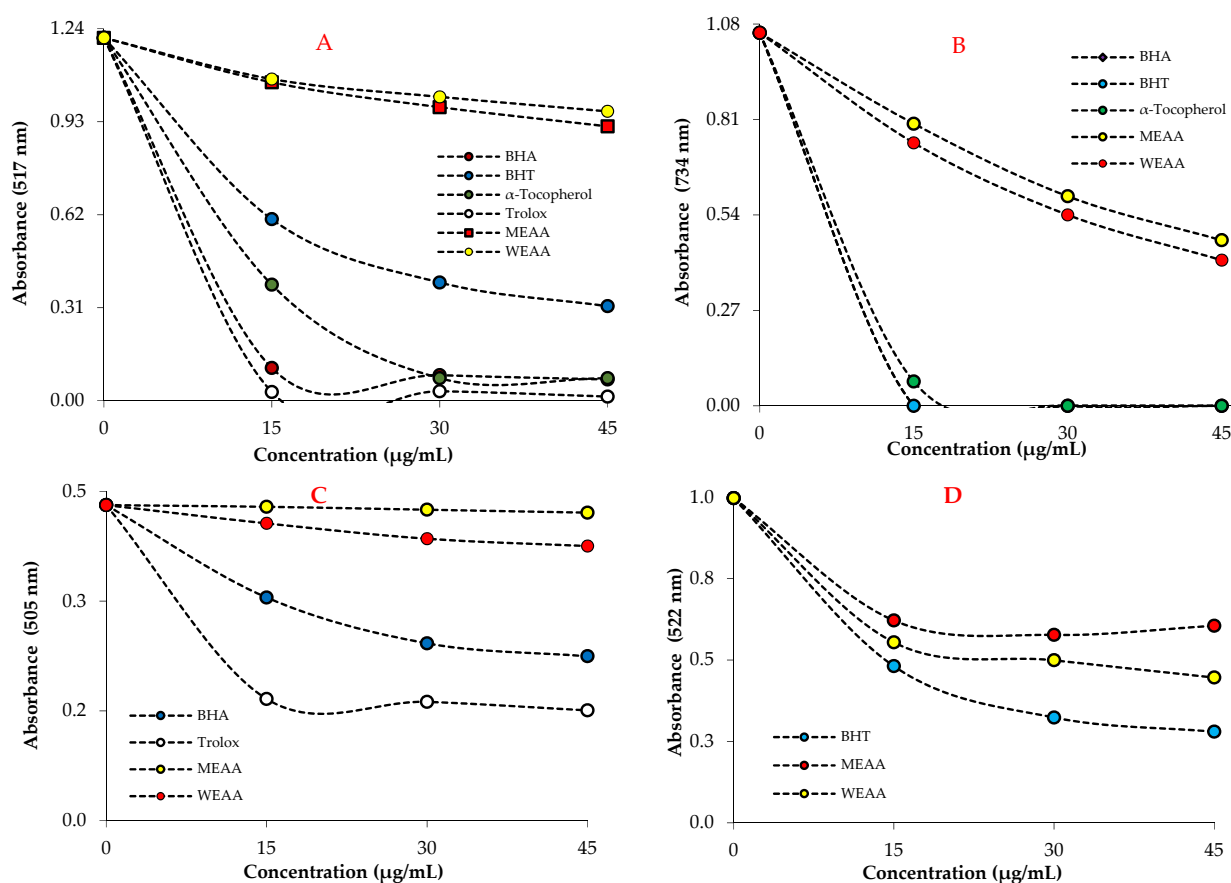 A
Absorbance (517 nm)
1.24
0.93
0.62
0.31
0.00
BHA
BHT
α-Tocopherol
Trolox
MEAA
WEAA
0 15 30 45
Concentration (µg/mL)
B
Absorbance (734 nm)
1.08
0.81
0.54
0.27
0.00
BHA
BHT
α-Tocopherol
MEAA
WEAA
0 15 30 45
Concentration (µg/mL)
C
Absorbance (505 nm)
0.5
0.3
0.2
0.0
BHA
Trolox
MEAA
WEAA
0 15 30 45
Concentration (µg/mL)
D
Absorbance (522 nm)
1.0
0.8
0.5
0.3
0.0
BHT
MEAA
WEAA
0 15 30 45
Concentration (µg/mL)